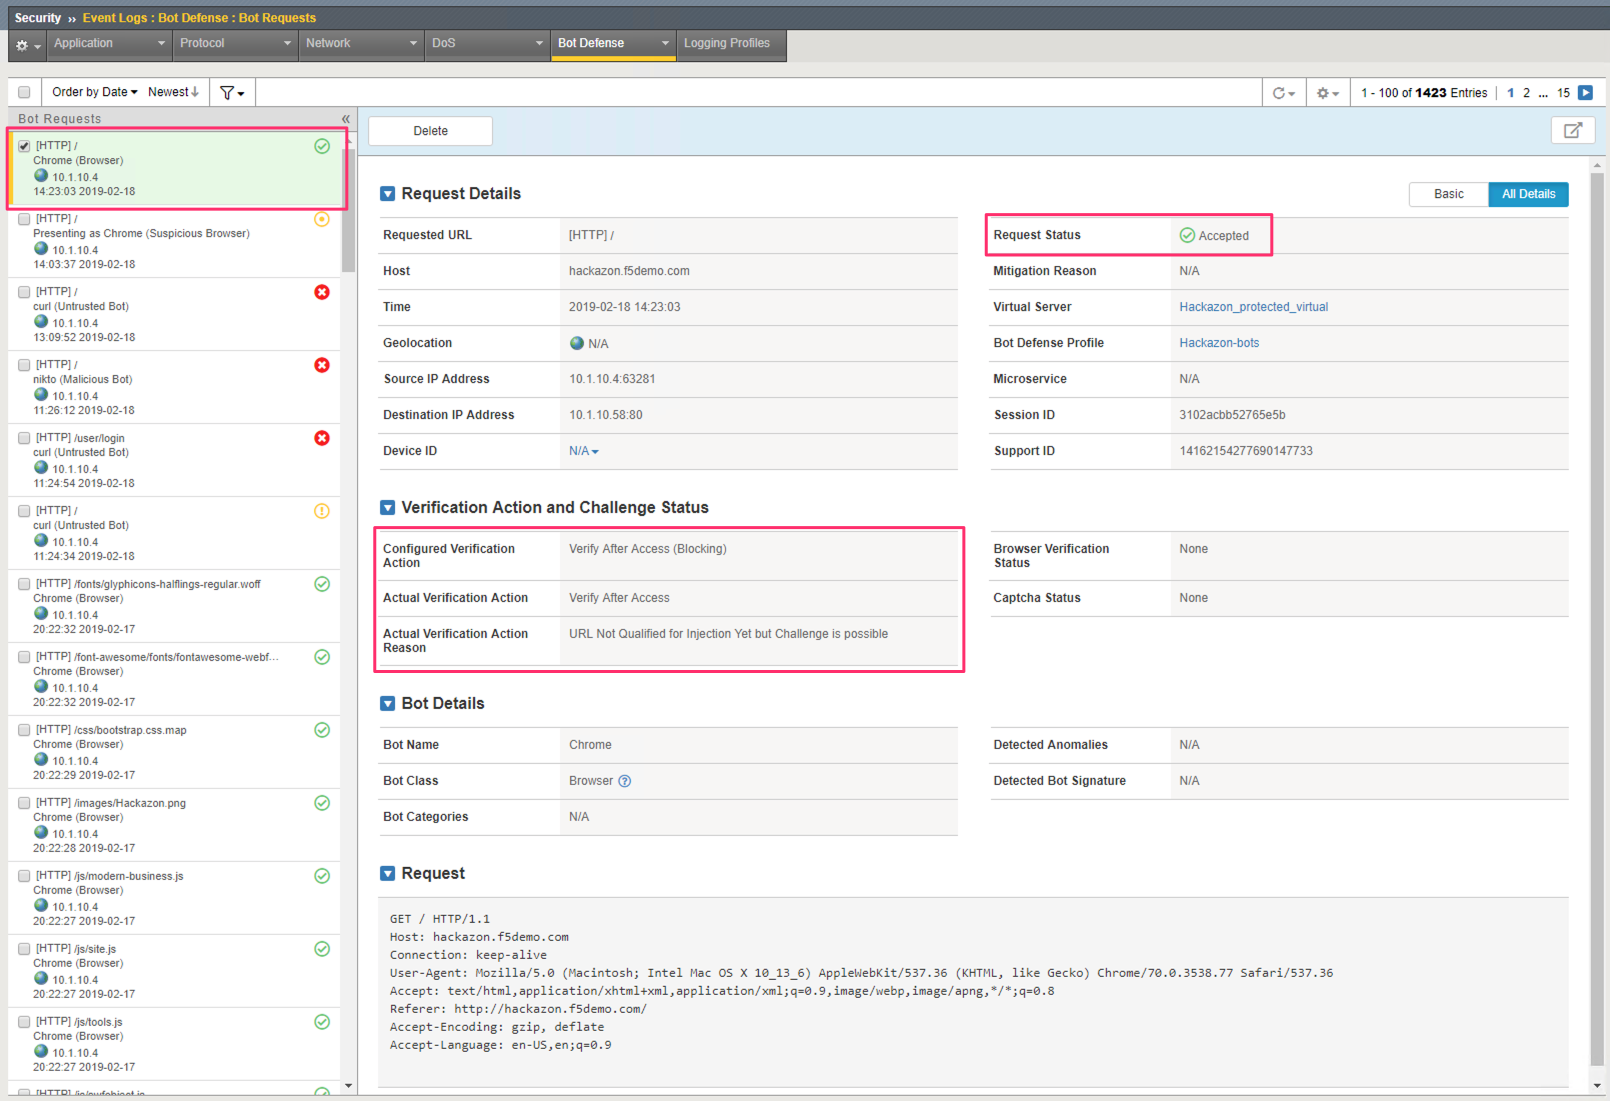 Security ›› Event Logs : Bot Defense : Bot Requests
Application
Protocol
Network
DoS
Bot Defense
Logging Profiles
Order by Date Newest
1 - 100 of 1423 Entries
1 2 ... 15
Bot Requests
«
[HTTP] /
Chrome (Browser)
10.1.10.4
14:23:03 2019-02-18
[HTTP] /
Presenting as Chrome (Suspicious Browser)
10.1.10.4
14:03:37 2019-02-18
[HTTP] /
curl (Untrusted Bot)
10.1.10.4
13:09:52 2019-02-18
[HTTP] /
nikto (Malicious Bot)
10.1.10.4
11:26:12 2019-02-18
[HTTP] /user/login
curl (Untrusted Bot)
10.1.10.4
11:24:54 2019-02-18
[HTTP] /
curl (Untrusted Bot)
10.1.10.4
11:24:34 2019-02-18
[HTTP] /fonts/glyphicons-halflings-regular.woff
Chrome (Browser)
10.1.10.4
20:22:32 2019-02-17
[HTTP] /font-awesome/fonts/fontawesome-webf...
Chrome (Browser)
10.1.10.4
20:22:32 2019-02-17
[HTTP] /css/bootstrap.css.map
Chrome (Browser)
10.1.10.4
20:22:29 2019-02-17
[HTTP] /images/Hackazon.png
Chrome (Browser)
10.1.10.4
20:22:28 2019-02-17
[HTTP] /js/modern-business.js
Chrome (Browser)
10.1.10.4
20:22:27 2019-02-17
[HTTP] /js/site.js
Chrome (Browser)
10.1.10.4
20:22:27 2019-02-17
[HTTP] /js/tools.js
Chrome (Browser)
10.1.10.4
20:22:27 2019-02-17
[HTTP] /js/swfobject.js
Delete
Request Details
Basic
All Details
Requested URL [HTTP] /
Host hackazon.f5demo.com
Time 2019-02-18 14:23:03
Geolocation N/A
Source IP Address 10.1.10.4:63281
Destination IP Address 10.1.10.58:80
Device ID N/A
Request Status Accepted
Mitigation Reason N/A
Virtual Server Hackazon_protected_virtual
Bot Defense Profile Hackazon-bots
Microservice N/A
Session ID 3102acbb52765e5b
Support ID 14162154277690147733
Verification Action and Challenge Status
Configured Verification Verify After Access (Blocking)
Action
Actual Verification Action Verify After Access
Actual Verification Action URL Not Qualified for Injection Yet but Challenge is possible
Reason
Browser Verification None
Status
Captcha Status None
Bot Details
Bot Name Chrome
Bot Class Browser ?
Bot Categories N/A
Detected Anomalies N/A
Detected Bot Signature N/A
Request
GET / HTTP/1.1
Host: hackazon.f5demo.com
Connection: keep-alive
User-Agent: Mozilla/5.0 (Macintosh; Intel Mac OS X 10_13_6) AppleWebKit/537.36 (KHTML, like Gecko) Chrome/70.0.3538.77 Safari/537.36
Accept: text/html,application/xhtml+xml,application/xml;q=0.9,image/webp,image/apng,*/*;q=0.8
Referer: http://hackazon.f5demo.com/
Accept-Encoding: gzip, deflate
Accept-Language: en-US,en;q=0.9